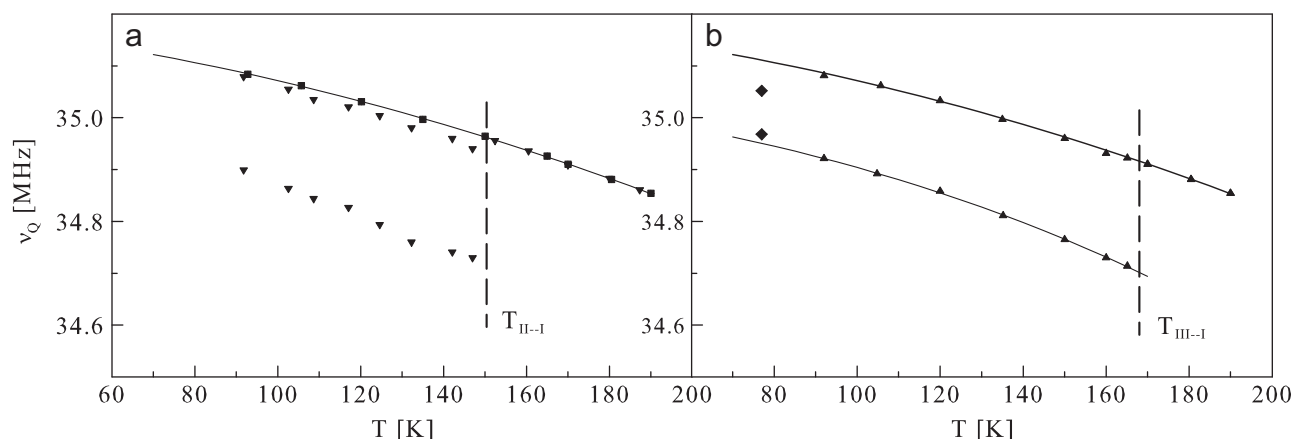 a
b
35.0
34.8
34.6
35.0
34.8
34.6
ν_Q [MHz]
T_II--I
T_III--I
60 80 100 120 140 160 180 200
80 100 120 140 160 180 200
T [K]
T [K]